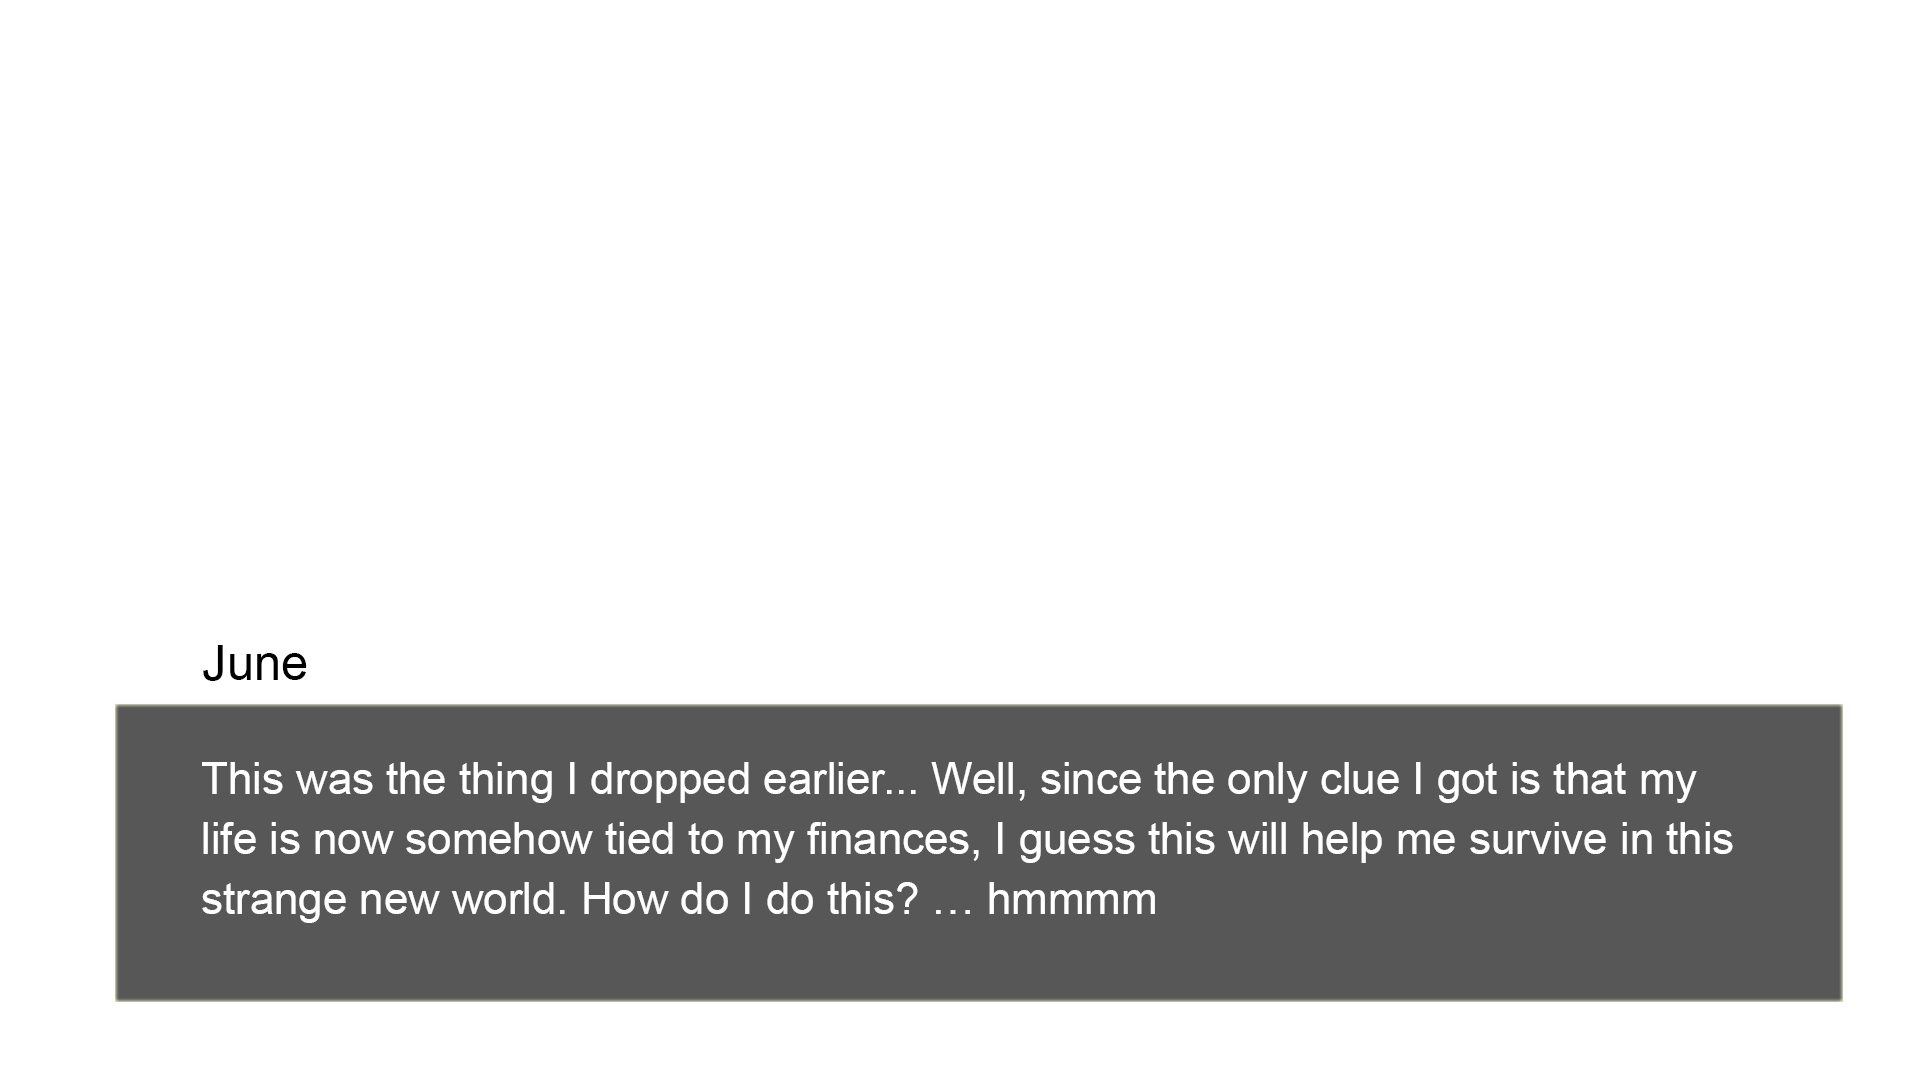 June
This was the thing I dropped earlier... Well, since the only clue I got is that my
life is now somehow tied to my finances, I guess this will help me survive in this
strange new world. How do I do this? … hmmmm